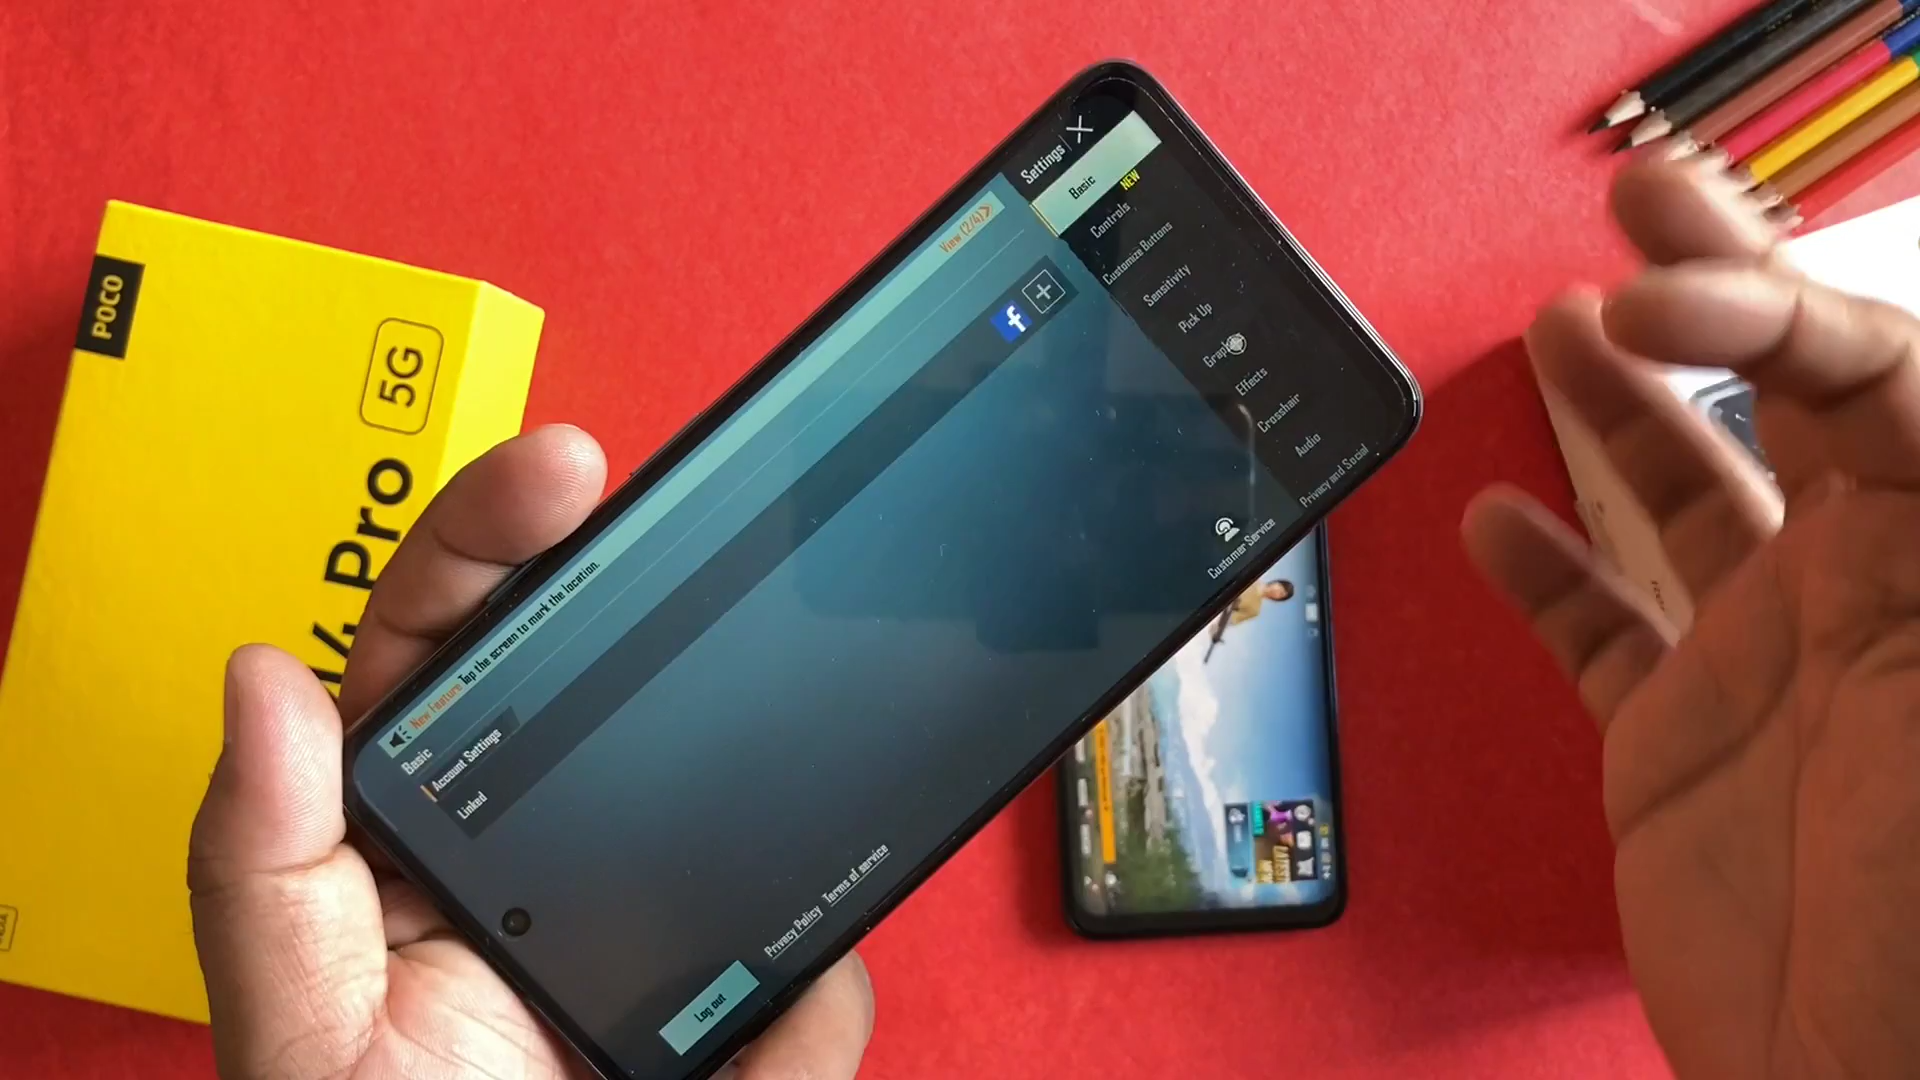 POCO
5G
Pro
Settings
Basic
NEW
Controls
Customize Buttons
Sensitivity
Pick Up
Effects
Crosshair
Audio
Privacy and Social
Customer Service
View (2/4)
New Feature Tap the screen to mark the location.
Basic
Account Settings
Linked
Privacy Policy Terms of service
Log out